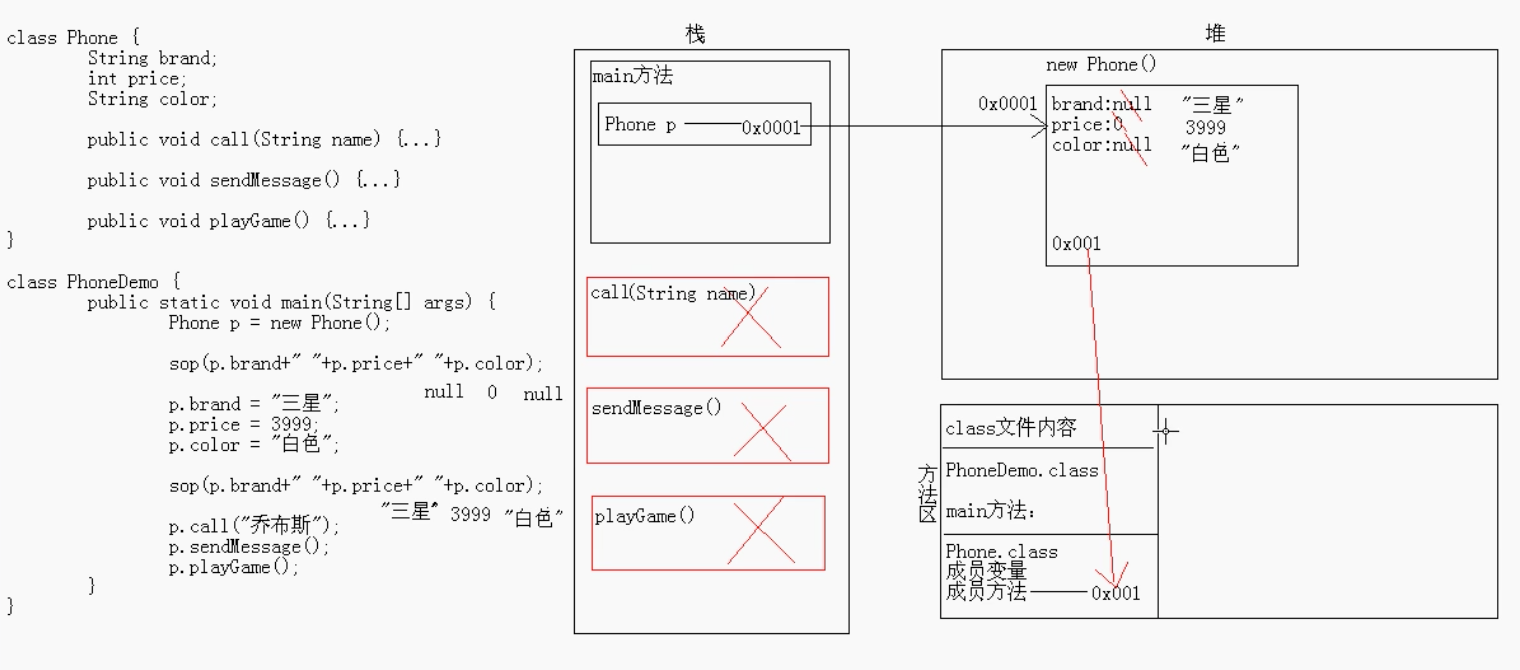 class Phone {
String brand;
int price;
String color;
public void call(String name) {...}
public void sendMessage() {...}
public void playGame() {...}
}
class PhoneDemo {
public static void main(String[] args) {
Phone p = new Phone();
sop(p.brand+" "+p.price+" "+p.color);
null 0 null
p.brand = "三星";
p.price = 3999;
p.color = "白色";
sop(p.brand+" "+p.price+" "+p.color);
"三星" 3999 "白色"
p.call("乔布斯");
p.sendMessage();
p.playGame();
}
}
栈
main方法
Phone p 0x0001
call(String name)
sendMessage()
playGame()
堆
new Phone()
0x0001
brand:null "三星"
price:0 3999
color:null "白色"
0x001
方法区
class文件内容
PhoneDemo.class
main方法:
Phone.class
成员变量
成员方法 0x001